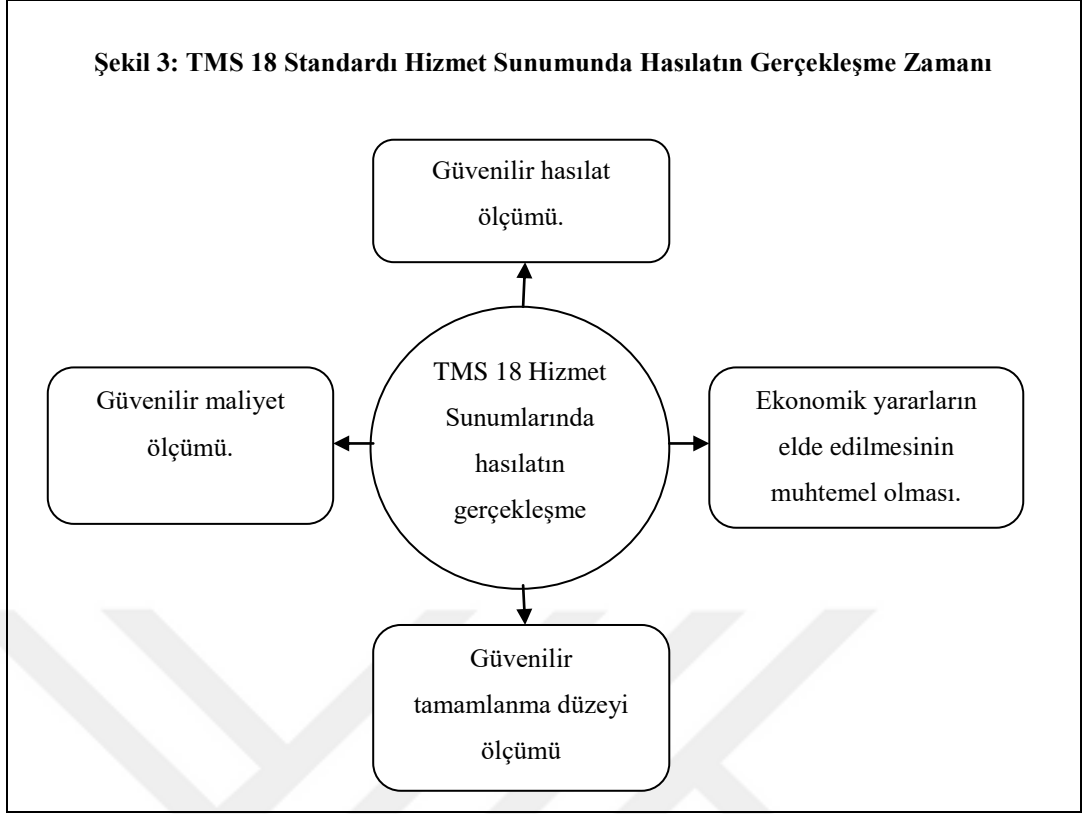 Şekil 3: TMS 18 Standardı Hizmet Sunumunda Hasılatın Gerçekleşme Zamanı
Güvenilir hasılat
ölçümü.
TMS 18 Hizmet
Sunumlarında
hasılatın
gerçekleşme
Güvenilir maliyet
ölçümü.
Ekonomik yararların
elde edilmesinin
muhtemel olması.
Güvenilir
tamamlanma düzeyi
ölçümü